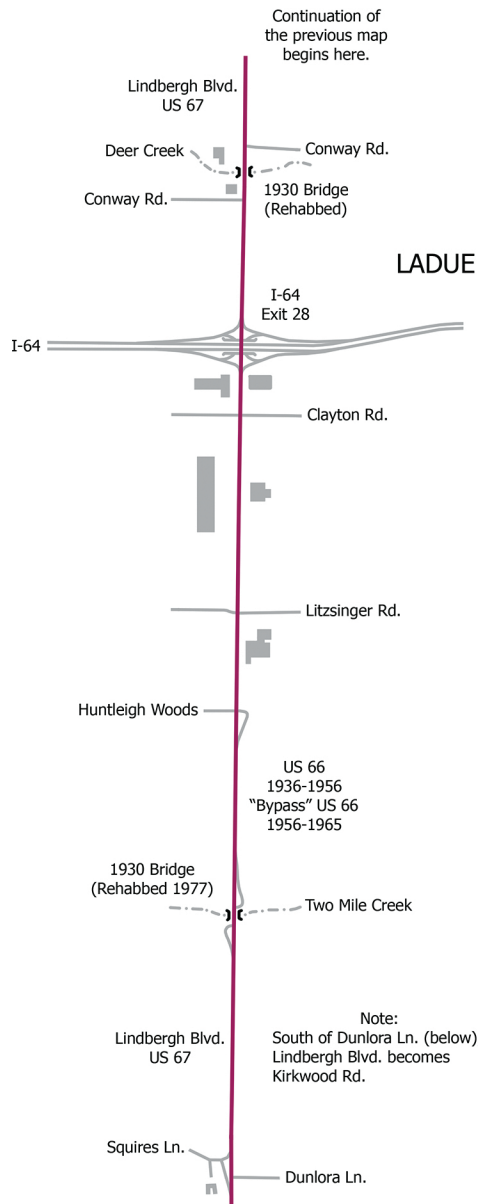 Continuation of
the previous map
begins here.
Lindbergh Blvd.
US 67
Deer Creek
Conway Rd.
Conway Rd.
1930 Bridge
(Rehabbed)
LADUE
I-64
Exit 28
I-64
Clayton Rd.
Litzsinger Rd.
Huntleigh Woods
US 66
1936-1956
“Bypass” US 66
1956-1965
1930 Bridge
(Rehabbed 1977)
Two Mile Creek
Lindbergh Blvd.
US 67
Note:
South of Dunlora Ln. (below)
Lindbergh Blvd. becomes
Kirkwood Rd.
Squires Ln.
Dunlora Ln.